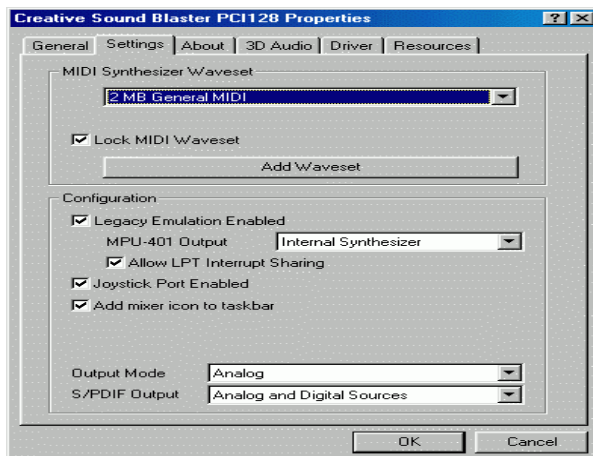 Creative Sound Blaster PCI128 Properties
General Settings About 3D Audio Driver Resources
MIDI Synthesizer Waveset
2 MB General MIDI
Lock MIDI Waveset
Add Waveset
Configuration
Legacy Emulation Enabled
MPU-401 Output Internal Synthesizer
Allow LPT Interrupt Sharing
Joystick Port Enabled
Add mixer icon to taskbar
Output Mode Analog
S/PDIF Output Analog and Digital Sources
OK Cancel